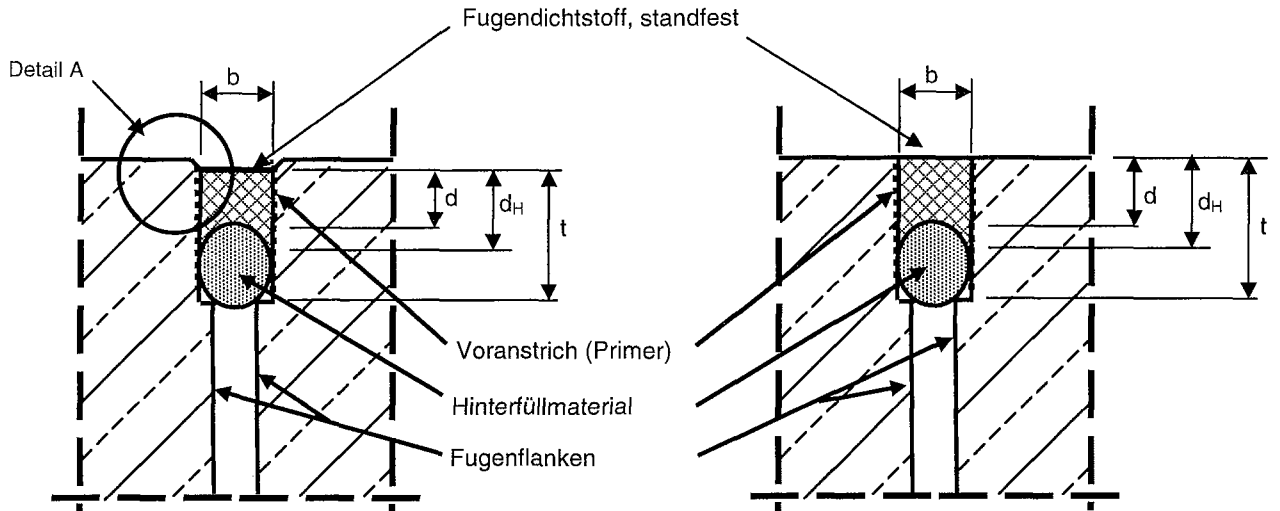 Fugendichtstoff, standfest
Detail A
b
b
d
d_H
t
d
d_H
t
Voranstrich (Primer)
Hinterfüllmaterial
Fugenflanken